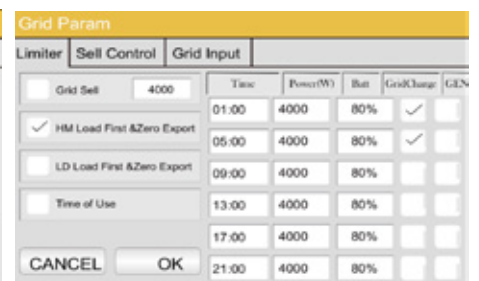 Grid Param
Limiter Sell Control Grid Input
Grid Sell 4000
HM Load First &Zero Export
LD Load First &Zero Export
Time of Use
CANCEL OK
Time Power(W) Batt GridCharge GEN
01:00 4000 80%
05:00 4000 80%
09:00 4000 80%
13:00 4000 80%
17:00 4000 80%
21:00 4000 80%